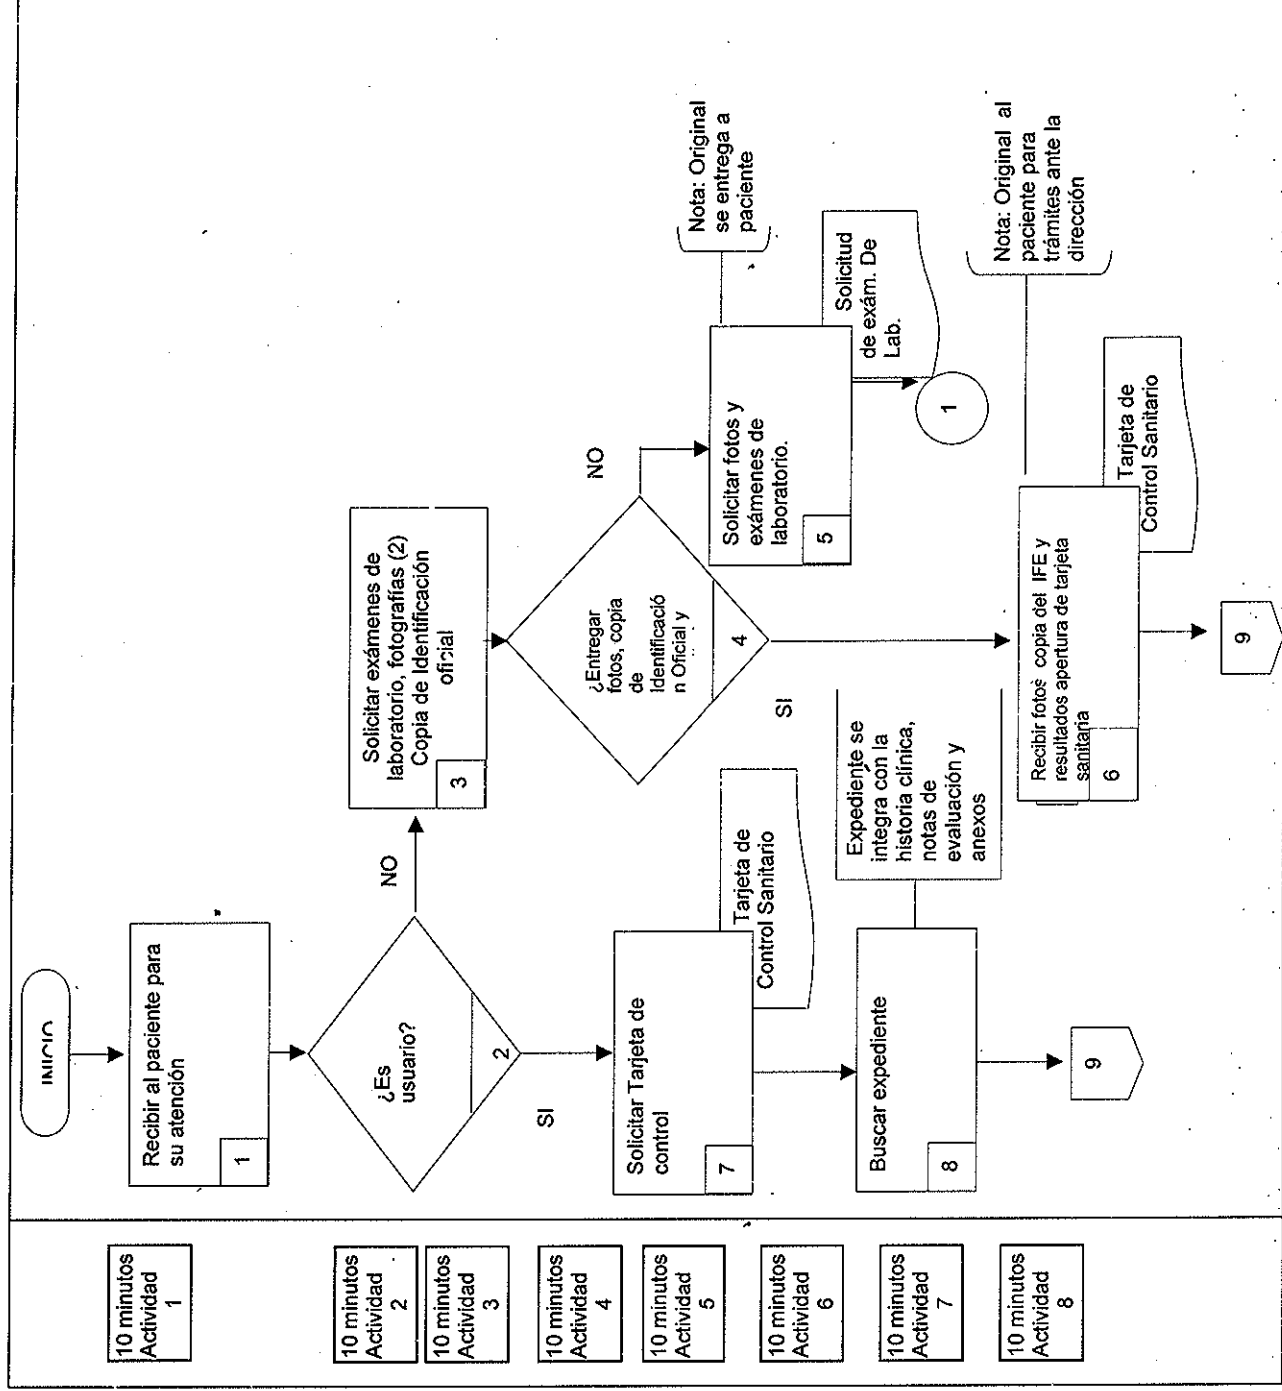 INICIO
Recibir al paciente para
su atención
1
¿Es
usuario?
2
NO
SI
Solicitar exámenes de
laboratorio, fotografías (2)
Copia de Identificación
oficial
3
¿Entregar
fotos, copia
de
Identificació
n Oficial y
4
NO
SI
Solicitar fotos y
exámenes de
laboratorio.
5
Nota: Original
se entrega a
paciente
Solicitud
de exám. De
Lab.
1
Solicitar Tarjeta de
control
7
Tarjeta de
Control Sanitario
Buscar expediente
8
Expediente se
integra con la
historia clínica,
notas de
evaluación y
anexos
9
Recibir fotos copia del IFE y
resultados apertura de tarjeta
sanitaria
6
Nota: Original al
paciente para
trámites ante la
dirección
Tarjeta de
Control Sanitario
9
10 minutos
Actividad
1
10 minutos
Actividad
2
10 minutos
Actividad
3
10 minutos
Actividad
4
10 minutos
Actividad
5
10 minutos
Actividad
6
10 minutos
Actividad
7
10 minutos
Actividad
8